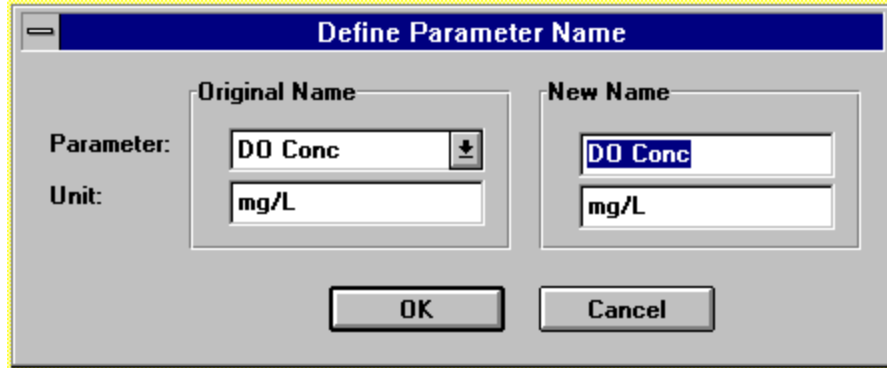 Define Parameter Name
Original Name New Name
Parameter: DO Conc DO Conc
Unit: mg/L mg/L
OK Cancel